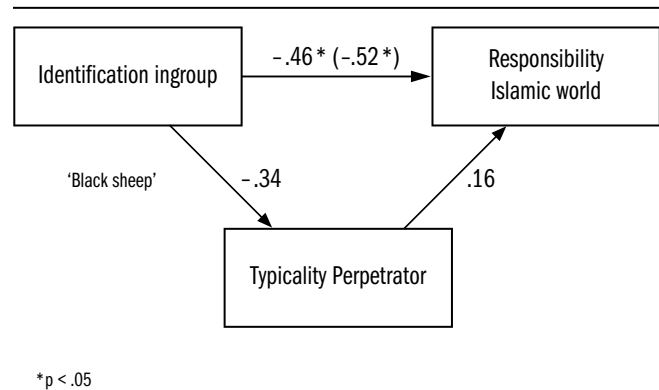 Identification ingroup
–.46* (–.52*)
Responsibility
Islamic world
'Black sheep'
–.34
.16
Typicality Perpetrator
*p < .05